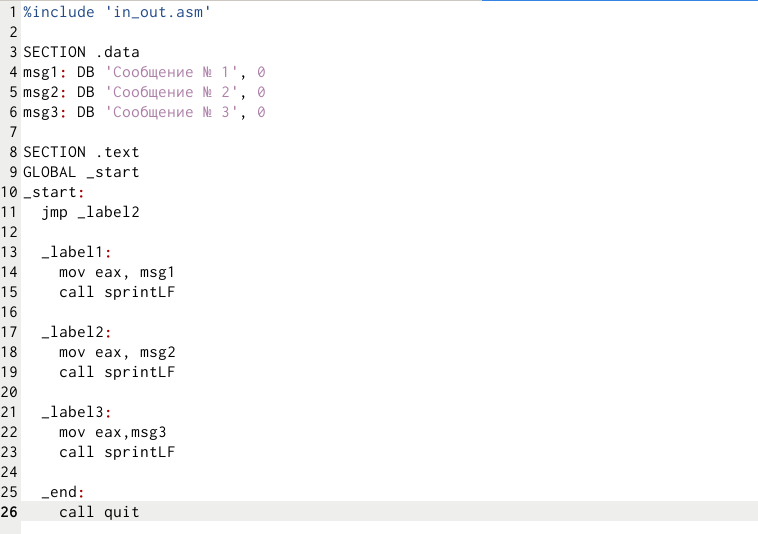 1 %include 'in_out.asm'
2
3 SECTION .data
4 msg1: DB 'Сообщение № 1', 0
5 msg2: DB 'Сообщение № 2', 0
6 msg3: DB 'Сообщение № 3', 0
7
8 SECTION .text
9 GLOBAL _start
10 _start:
11   jmp _label2
12
13   _label1:
14     mov eax, msg1
15     call sprintLF
16
17   _label2:
18     mov eax, msg2
19     call sprintLF
20
21   _label3:
22     mov eax,msg3
23     call sprintLF
24
25   _end:
26     call quit